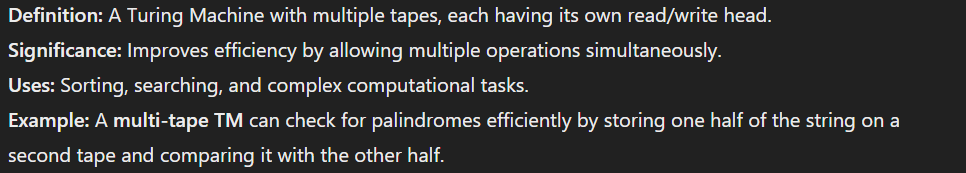 Definition: A Turing Machine with multiple tapes, each having its own read/write head.
Significance: Improves efficiency by allowing multiple operations simultaneously.
Uses: Sorting, searching, and complex computational tasks.
Example: A multi-tape TM can check for palindromes efficiently by storing one half of the string on a
second tape and comparing it with the other half.